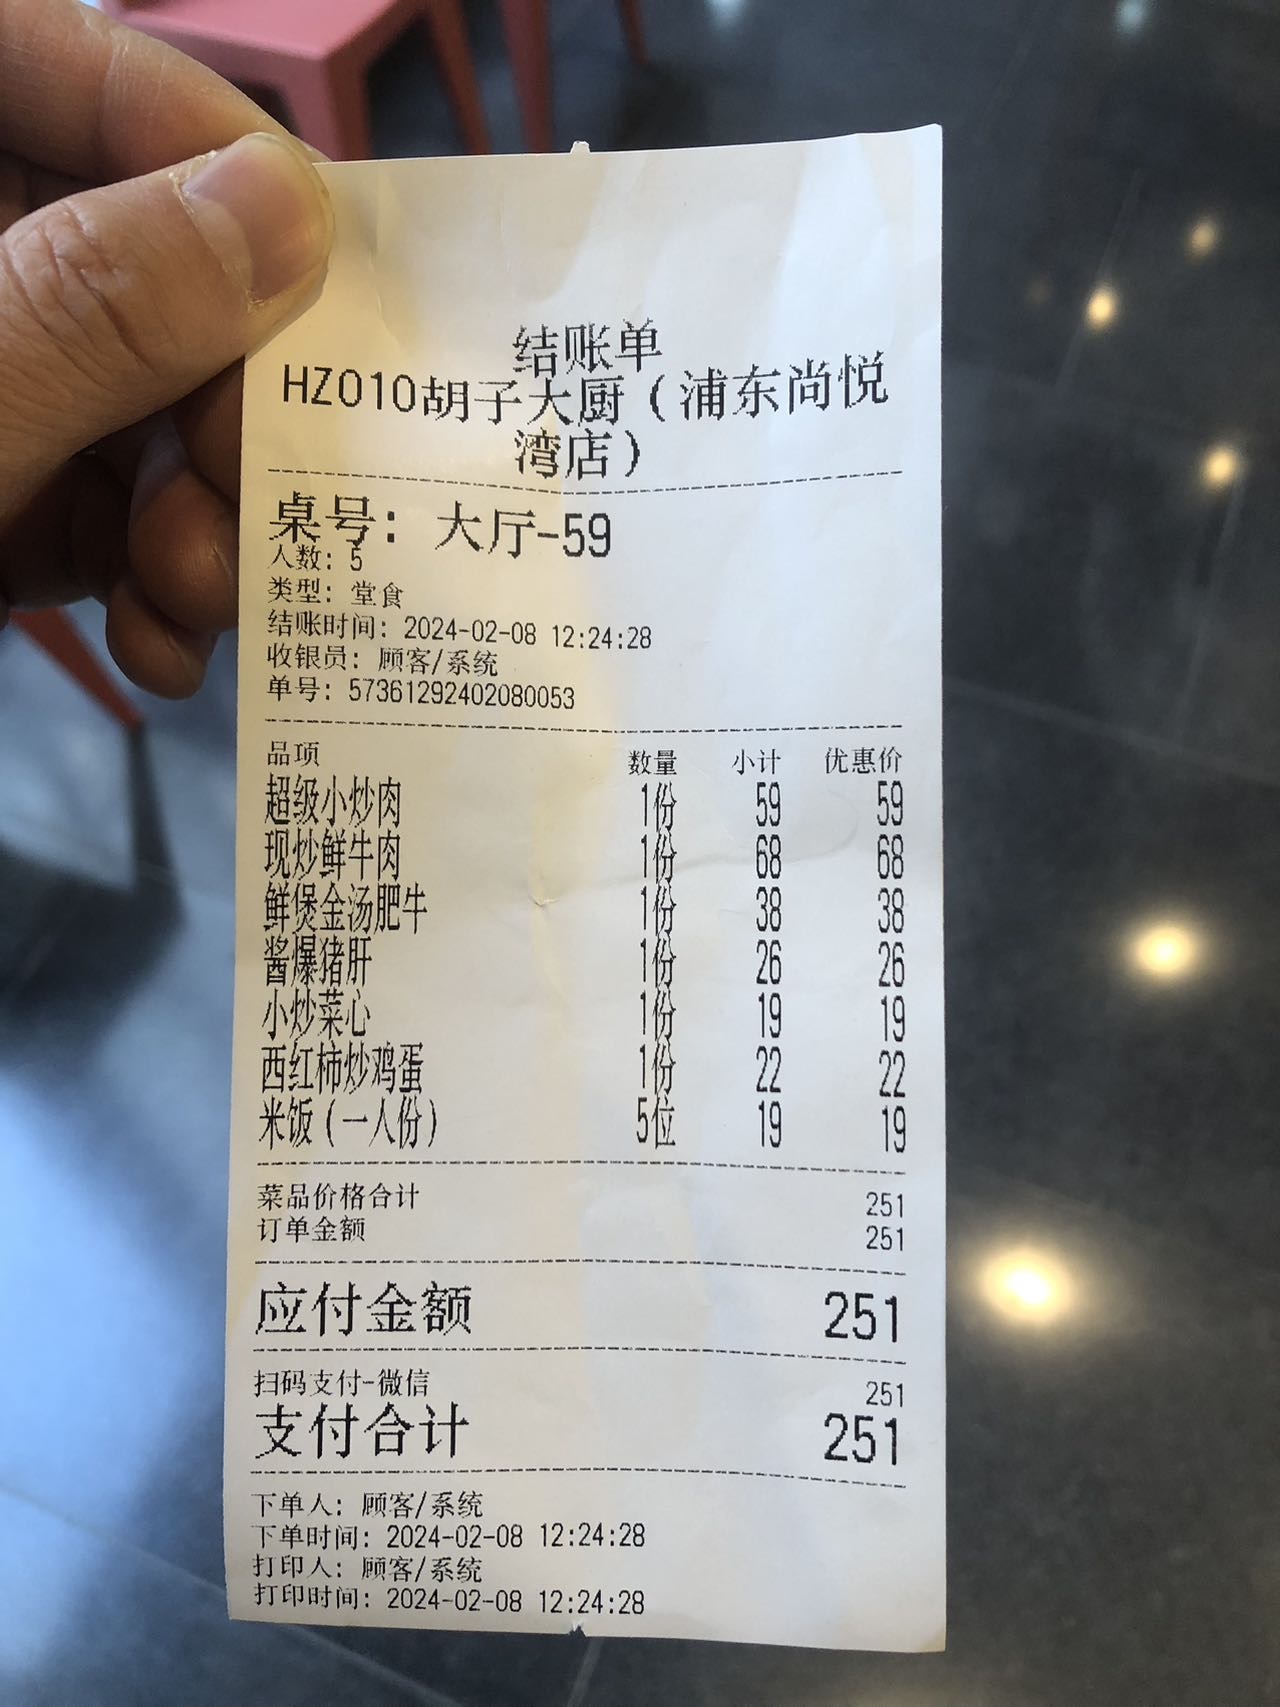 结账单
HZ010胡子大厨（浦东尚悦
湾店）
桌号：大厅-59
人数：5
类型：堂食
结账时间：2024-02-08 12:24:28
收银员：顾客/系统
单号：57361292402080053
品项 数量 小计 优惠价
超级小炒肉 1份 59 59
现炒鲜牛肉 1份 68 68
鲜煲金汤肥牛 1份 38 38
酱爆猪肝 1份 26 26
小炒菜心 1份 19 19
西红柿炒鸡蛋 1份 22 22
米饭（一人份） 5位 19 19
菜品价格合计 251
订单金额 251
应付金额 251
扫码支付-微信 251
支付合计 251
下单人：顾客/系统
下单时间：2024-02-08 12:24:28
打印人：顾客/系统
打印时间：2024-02-08 12:24:28